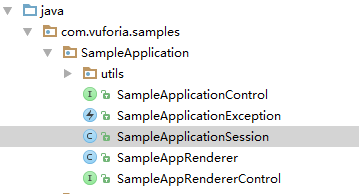 java
com.vuforia.samples
SampleApplication
utils
SampleApplicationControl
SampleApplicationException
SampleApplicationSession
SampleAppRenderer
SampleAppRendererControl